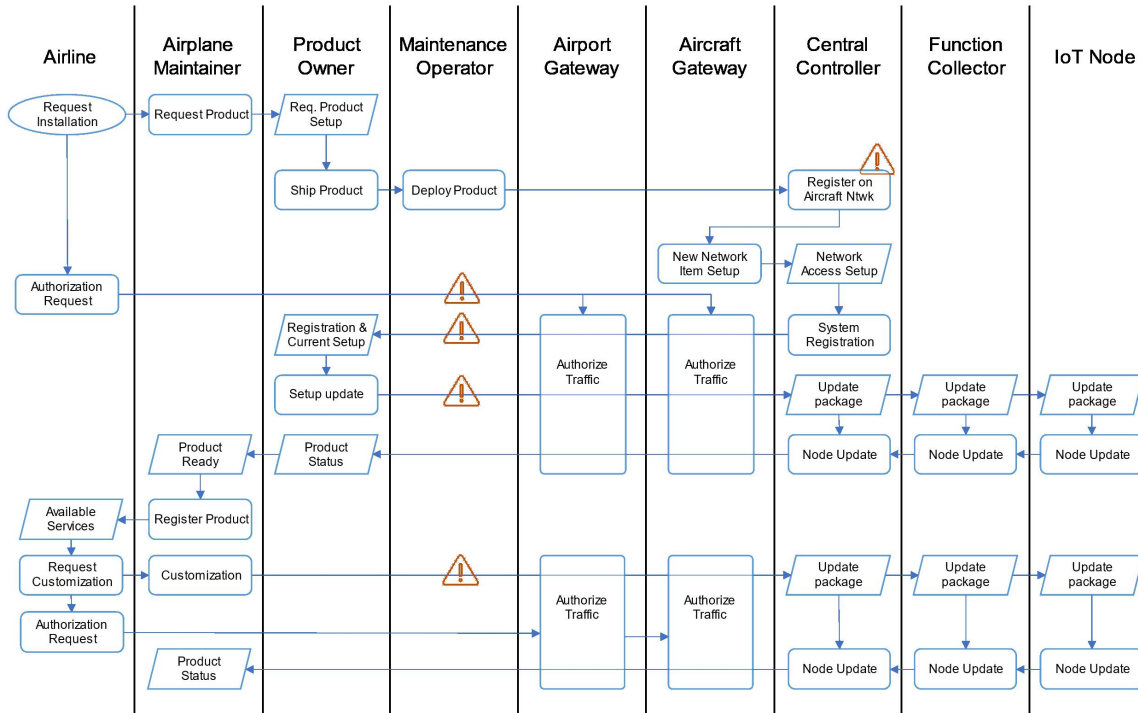 Airline
Airplane
Maintainer
Product
Owner
Maintenance
Operator
Airport
Gateway
Aircraft
Gateway
Central
Controller
Function
Collector
IoT Node
Request
Installation
Request Product
Req. Product
Setup
Ship Product
Deploy Product
Register on
Aircraft Ntwk
New Network
Item Setup
Network
Access Setup
Authorization
Request
Registration &
Current Setup
System
Registration
Authorize
Traffic
Authorize
Traffic
Setup update
Update
package
Update
package
Update
package
Product
Ready
Product
Status
Node Update
Node Update
Node Update
Available
Services
Register Product
Request
Customization
Customization
Update
package
Update
package
Update
package
Authorize
Traffic
Authorize
Traffic
Authorization
Request
Product
Status
Node Update
Node Update
Node Update